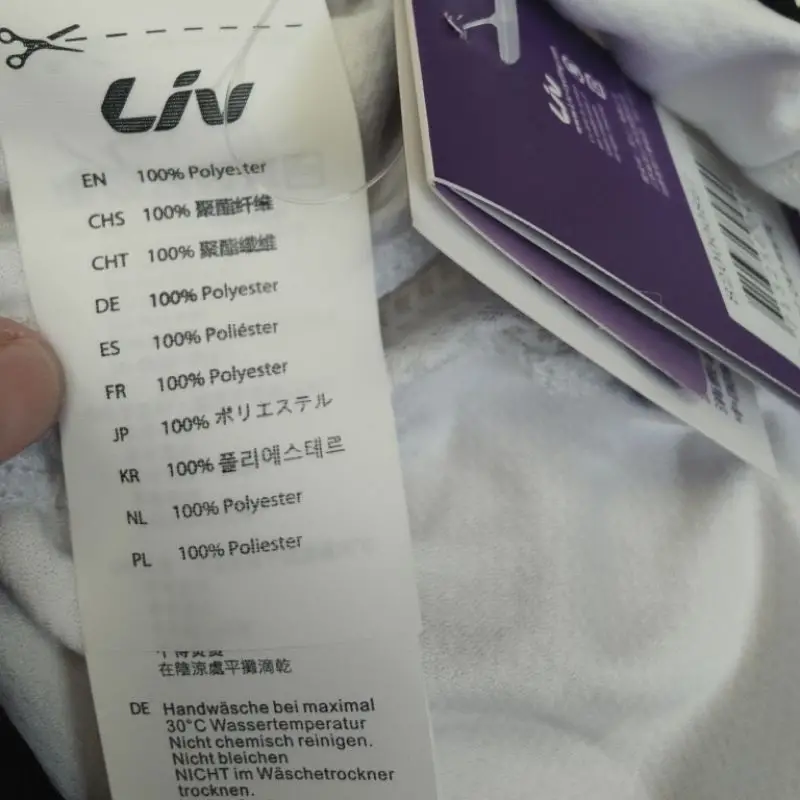 Liv
EN 100% Polyester
CHS 100% 聚酯纤维
CHT 100% 聚酯纖維
DE 100% Polyester
ES 100% Poliéster
FR 100% Polyester
JP 100% ポリエステル
KR 100% 폴리에스테르
NL 100% Polyester
PL 100% Poliester
在陰涼處平攤滴乾
DE Handwäsche bei maximal
30°C Wassertemperatur
Nicht chemisch reinigen.
Nicht bleichen
NICHT im Wäschetrockner
trocknen.
Liv